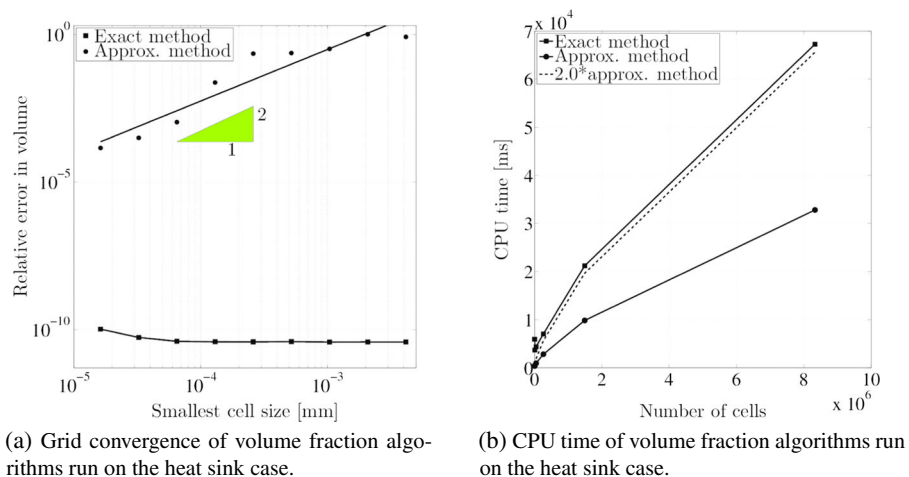 10^0
Exact method
Approx. method
2
1
10^-5
10^-10
Relative error in volume
10^-5
10^-4
10^-3
Smallest cell size [mm]
(a) Grid convergence of volume fraction algo-
rithms run on the heat sink case.
x 10^4
7
6
5
4
3
2
1
0
Exact method
Approx. method
2.0*approx. method
CPU time [ms]
0
2
4
6
8
10
Number of cells
x 10^6
(b) CPU time of volume fraction algorithms run
on the heat sink case.